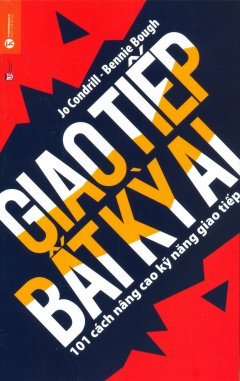 Jo Condrill - Bennie Bough
GIAO TIẾP
BẤT KỲ AI
101 cách nâng cao kỹ năng giao tiếp